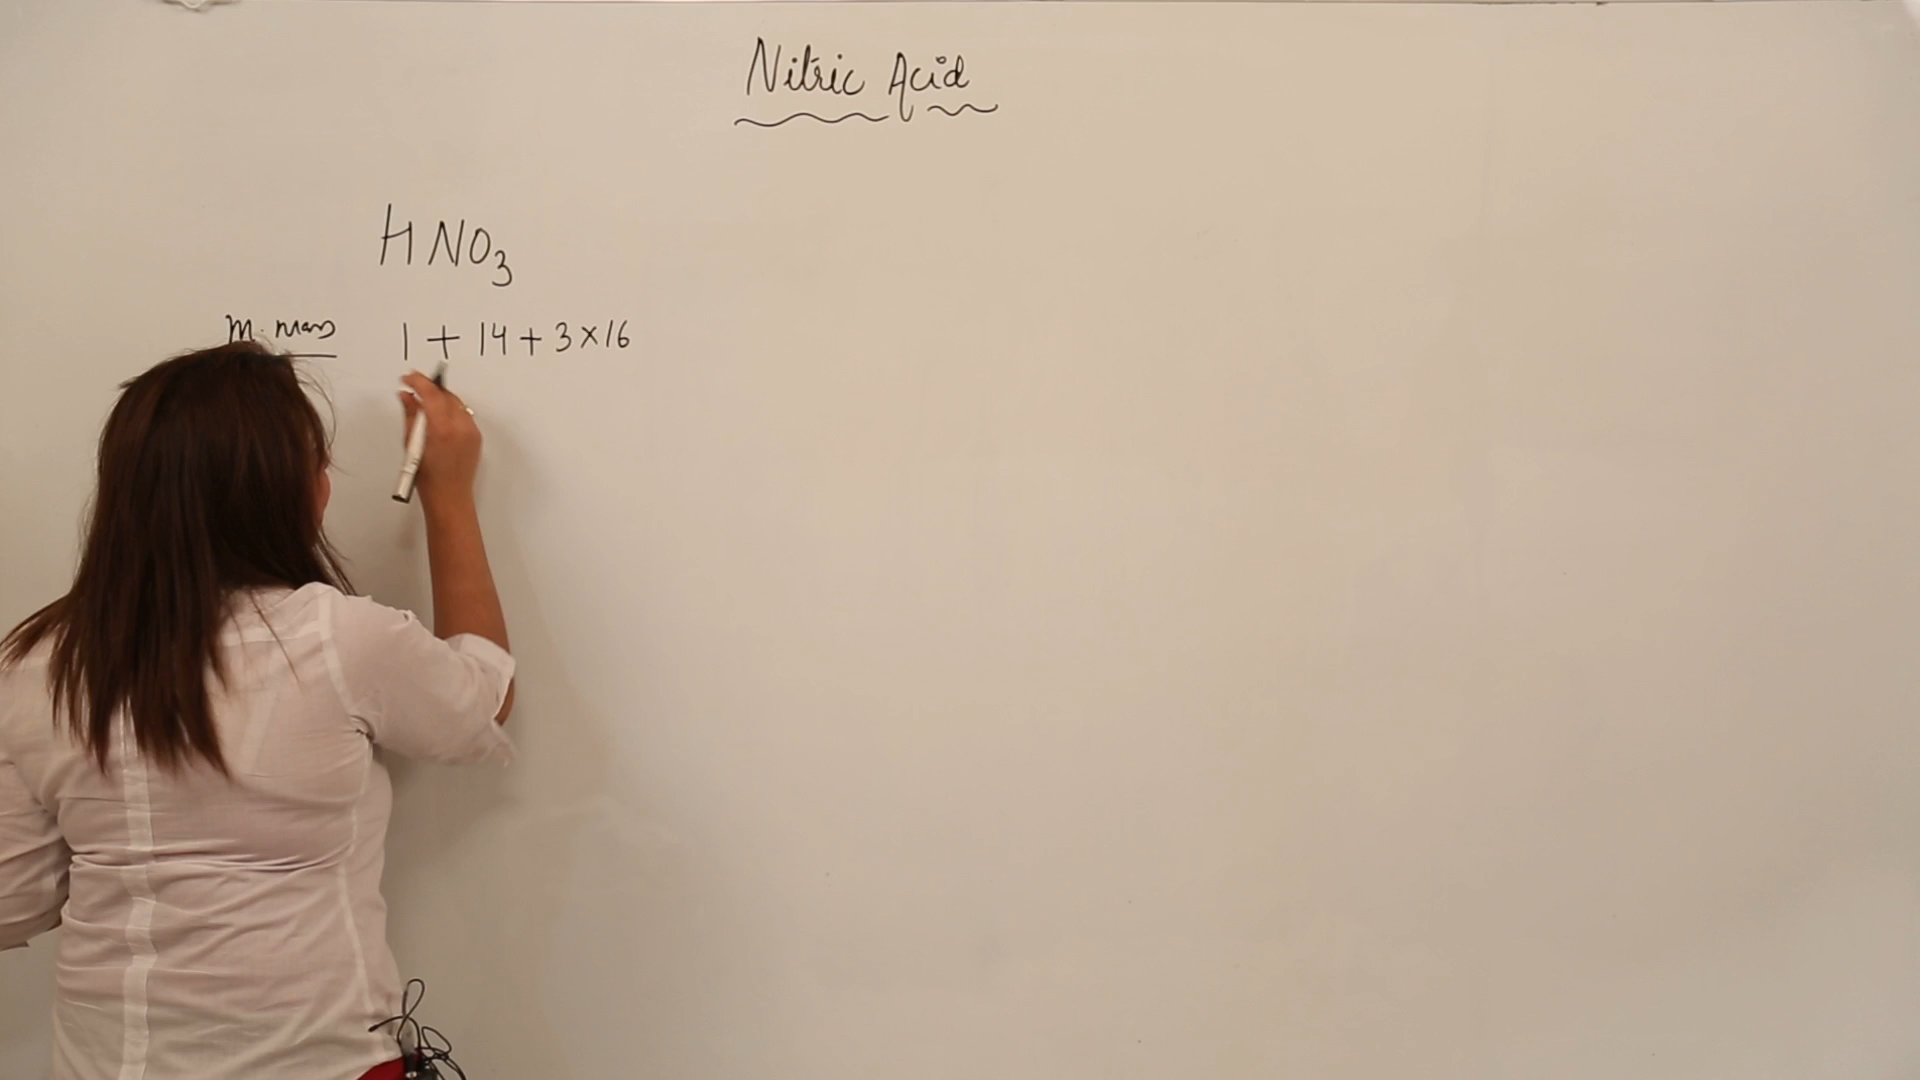 Nitric Acid
HNO₃
M. mass 1 + 14 + 3×16